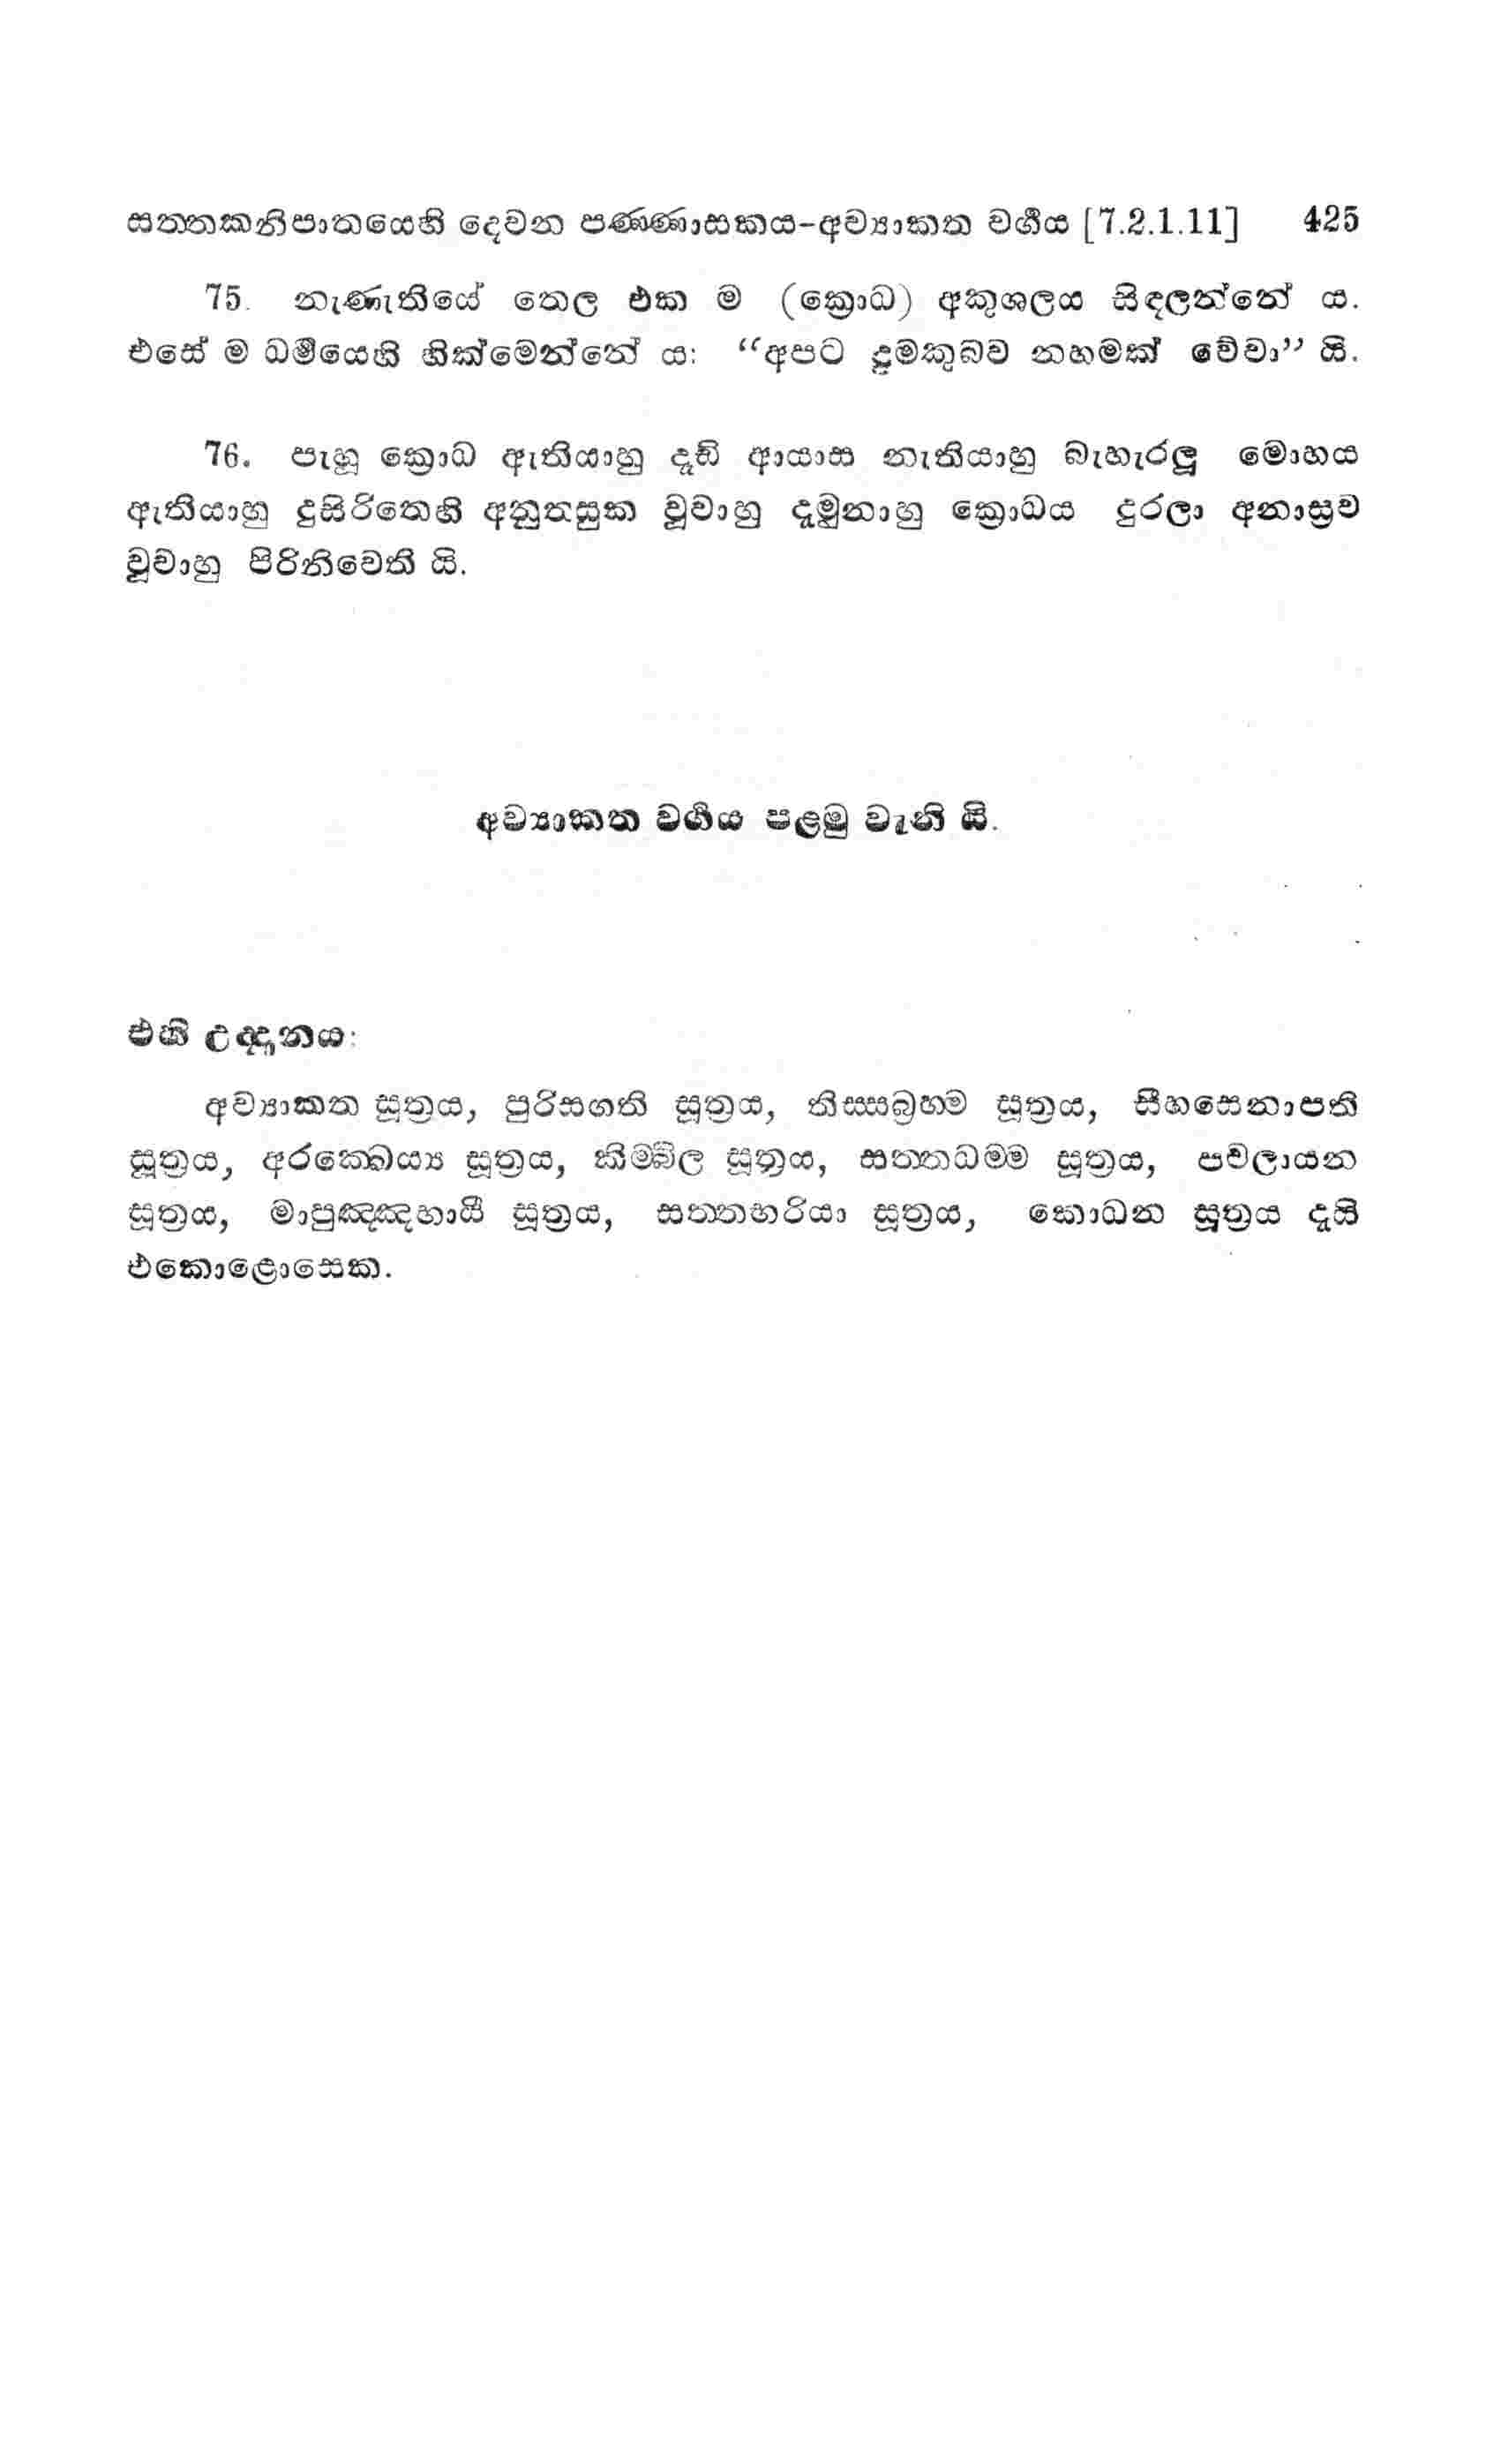 සත‍්තකනිපාතයෙහි දෙවන පණ‍්ණාසකය-අව්‍යාකත වර්‍ගය [7.2.1.11] 425
75. නැණැතියේ තෙල එක ම (ක්‍රොධ) අකුශලය සිඳලන්නේ ය.
එසේ ම ධර්‍මයෙහි හික්මෙන්නේ ය: “අපට දුමකුබව නහමක් වේවා” යි.
76. පැහූ ක්‍රොධ ඇතියාහු දැඩි ආයාස නැතියාහු බැහැරලූ මොහය
ඇතියාහු දුසිරිතෙහි අනුත‍්සුක වූවාහු දැමුනාහු ක්‍රොධය දුරලා අනාස්‍රව
වූවාහු පිරිනිවෙති යි.
අව්‍යාකත වර්‍ගය පළමු වැනි යි.
එහි උද්‍දානය:
අව්‍යාකත සූත්‍රය, පුරිසගති සූත්‍රය, තිස‍්සබ්‍රහ‍්ම සූත්‍රය, සීහසෙනාපති
සූත්‍රය, අරක‍්ඛෙය්‍ය සූත්‍රය, කිම‍්බිල සූත්‍රය, සත‍්තධම‍්ම සූත්‍රය, පචලායන
සූත්‍රය, මාපුඤ‍්ඤභායී සූත්‍රය, සත‍්තභරියා සූත්‍රය, කොධන සූත්‍රය දැයි
එකොළොසෙක.